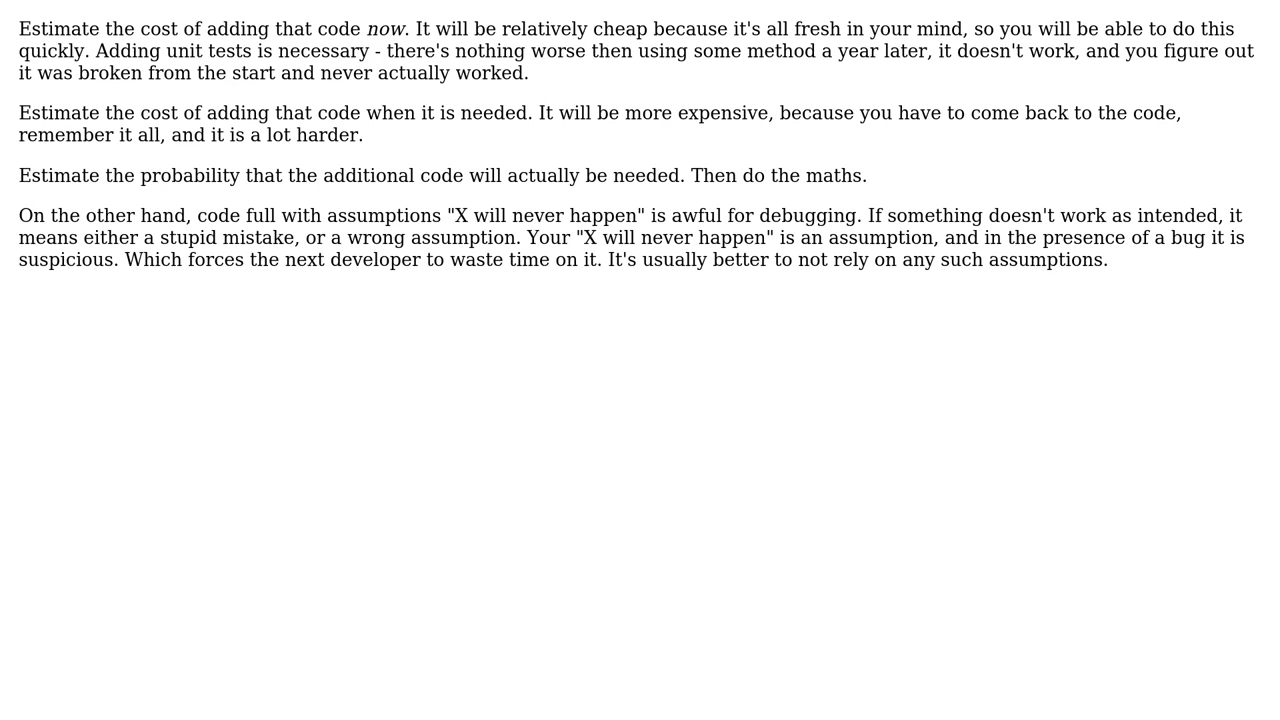 Estimate the cost of adding that code now. It will be relatively cheap because it's all fresh in your mind, so you will be able to do this
quickly. Adding unit tests is necessary - there's nothing worse then using some method a year later, it doesn't work, and you figure out
it was broken from the start and never actually worked.
Estimate the cost of adding that code when it is needed. It will be more expensive, because you have to come back to the code,
remember it all, and it is a lot harder.
Estimate the probability that the additional code will actually be needed. Then do the maths.
On the other hand, code full with assumptions "X will never happen" is awful for debugging. If something doesn't work as intended, it
means either a stupid mistake, or a wrong assumption. Your "X will never happen" is an assumption, and in the presence of a bug it is
suspicious. Which forces the next developer to waste time on it. It's usually better to not rely on any such assumptions.